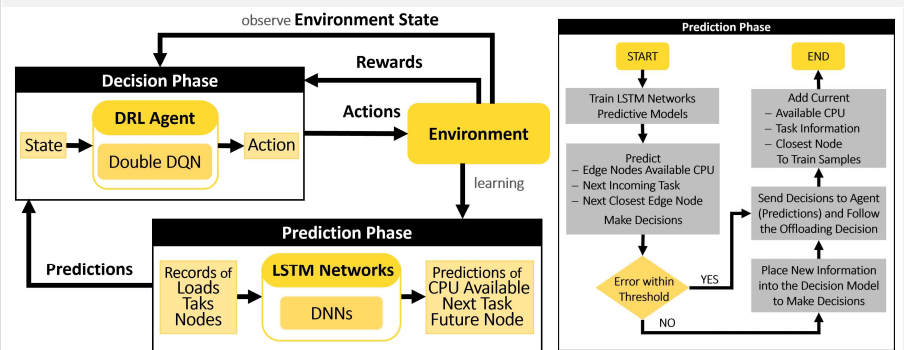 observe Environment State
Rewards
Decision Phase
DRL Agent
State
Double DQN
Action
Actions
Environment
learning
Prediction Phase
Predictions
Records of
Loads
Taks
Nodes
LSTM Networks
DNNs
Predictions of
CPU Available
Next Task
Future Node
Prediction Phase
START
Train LSTM Networks
Predictive Models
Predict
– Edge Nodes Available CPU
– Next Incoming Task
– Next Closest Edge Node
Make Decisions
Error within
Threshold
YES
NO
END
Add Current
– Available CPU
– Task Information
– Closest Node
To Train Samples
Send Decisions to Agent
(Predictions) and Follow
the Offloading Decision
Place New Information
into the Decision Model
to Make Decisions